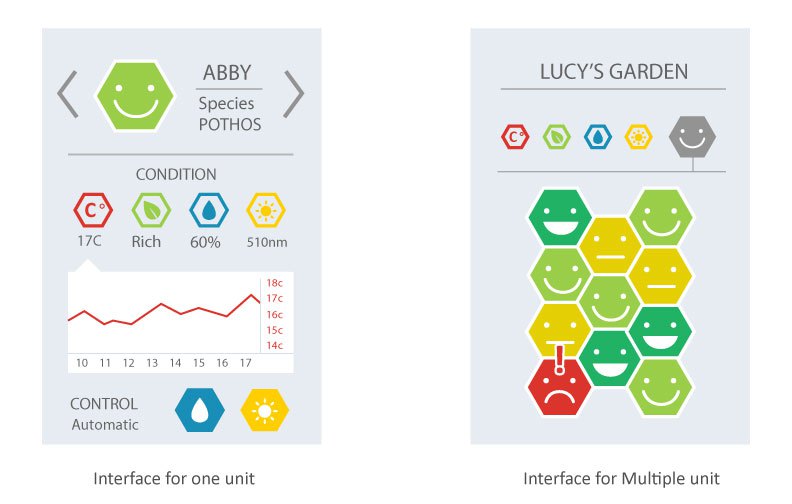 ABBY
Species
POTHOS
CONDITION
C°
17C
Rich
60%
510nm
18c
17c
16c
15c
14c
10 11 12 13 14 15 16 17
CONTROL
Automatic
Interface for one unit
LUCY'S GARDEN
C°
!
Interface for Multiple unit